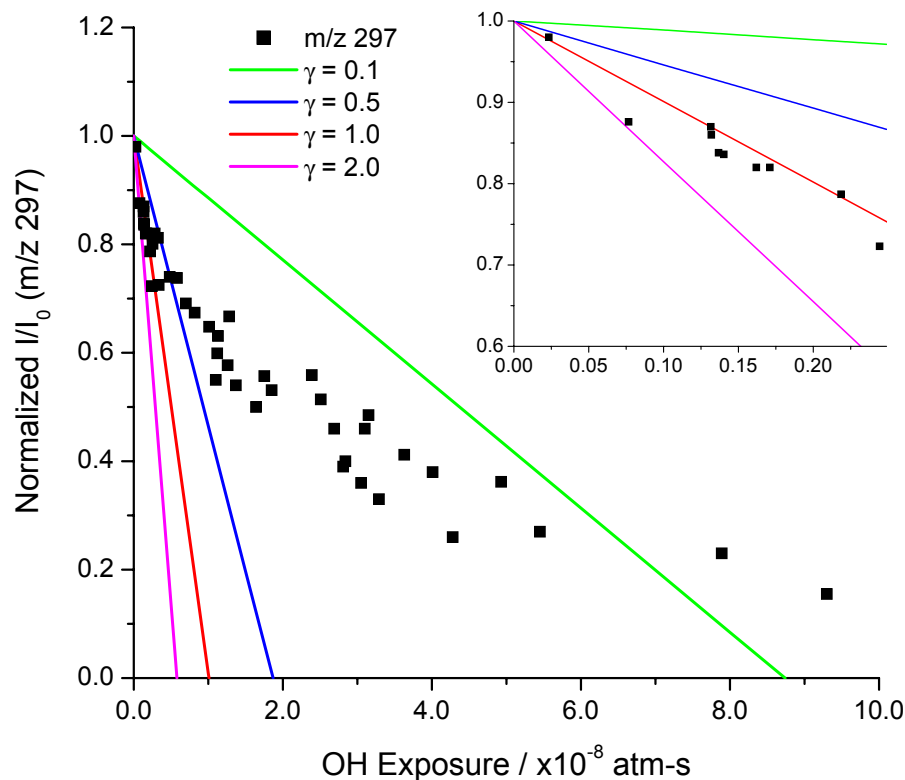 1.2
1.0
0.8
0.6
0.4
0.2
0.0
0.0 2.0 4.0 6.0 8.0 10.0
Normalized I/I0 (m/z 297)
OH Exposure / x10-8 atm-s
m/z 297
γ = 0.1
γ = 0.5
γ = 1.0
γ = 2.0
1.0
0.9
0.8
0.7
0.6
0.00 0.05 0.10 0.15 0.20